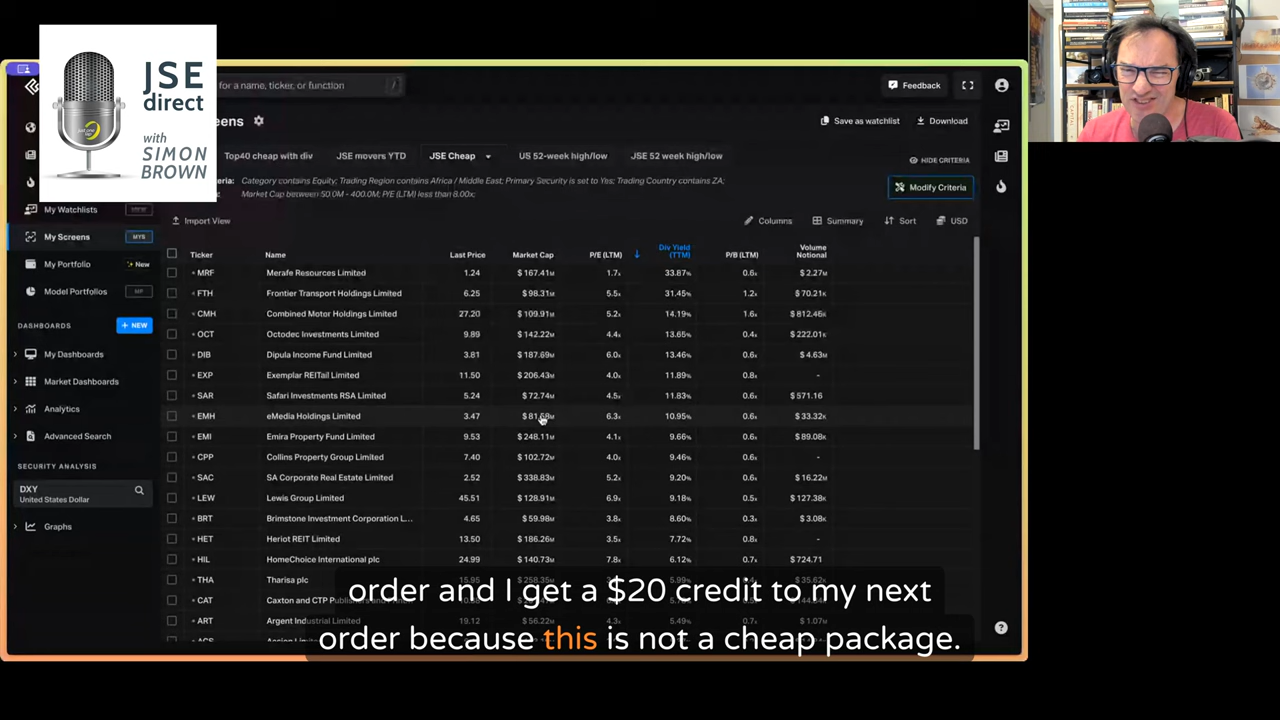 JSE
direct
with
SIMON
BROWN
for a name, ticker, or function
/
Feedback
Save as watchlist
Download
Top40 cheap with div
JSE movers YTD
JSE Cheap
US 52-week high/low
JSE 52 week high/low
HIDE CRITERIA
Category contains Equity; Trading Region contains Africa / Middle East; Primary Security is set to Yes; Trading Country contains ZA;
Market Cap between 50.0M - 400.0M; P/E (LTM) less than 8.00x;
Modify Criteria
Import View
Columns
Summary
Sort
USD
My Watchlists
My Screens MYS
My Portfolio New
Model Portfolios MP
DASHBOARDS + NEW
My Dashboards
Market Dashboards
Analytics
Advanced Search
SECURITY ANALYSIS
DXY
United States Dollar
Graphs
Ticker Name Last Price Market Cap P/E (LTM) Div Yield (TTM) P/B (LTM) Volume Notional
MRF Merafe Resources Limited 1.24 $ 167.41M 1.7x 33.87% 0.6x $ 2.27M
FTH Frontier Transport Holdings Limited 6.25 $ 98.31M 5.5x 31.45% 1.2x $ 70.21K
CMH Combined Motor Holdings Limited 27.20 $ 109.91M 5.2x 14.19% 1.6x $ 812.46K
OCT Octodec Investments Limited 9.89 $ 142.22M 4.4x 13.65% 0.4x $ 222.01K
DIB Dipula Income Fund Limited 3.81 $ 187.69M 6.0x 13.46% 0.6x $ 4.63M
EXP Exemplar REITail Limited 11.50 $ 206.43M 4.0x 11.89% 0.8x -
SAR Safari Investments RSA Limited 5.24 $ 72.74M 4.5x 11.83% 0.6x $ 571.16
EMH eMedia Holdings Limited 3.47 6.3x 10.95% 0.6x $ 33.32K
EMI Emira Property Fund Limited 9.53 $ 248.11M 4.1x 9.66% 0.6x $ 89.08K
CPP Collins Property Group Limited 7.40 $ 102.72M 4.0x 9.46% 0.6x -
SAC SA Corporate Real Estate Limited 2.52 $ 338.83M 5.2x 9.20% 0.6x $ 16.22M
LEW Lewis Group Limited 45.51 $ 128.91M 6.9x 9.18% 0.5x $ 127.38K
BRT Brimstone Investment Corporation L... 4.65 $ 59.98M 3.8x 8.60% 0.3x $ 3.08K
HET Heriot REIT Limited 13.50 $ 186.26M 3.5x 7.72% 0.8x -
HIL HomeChoice International plc 24.99 $ 140.73M 7.8x 6.12% 0.7x $ 724.71
THA Tharisa plc
CAT Caxton and CTP
ART Argent Industrial Limited 19.12 $ 56.22M 4.3x 5.49% 0.7x $ 1.07M
order and I get a $20 credit to my next
order because this is not a cheap package.